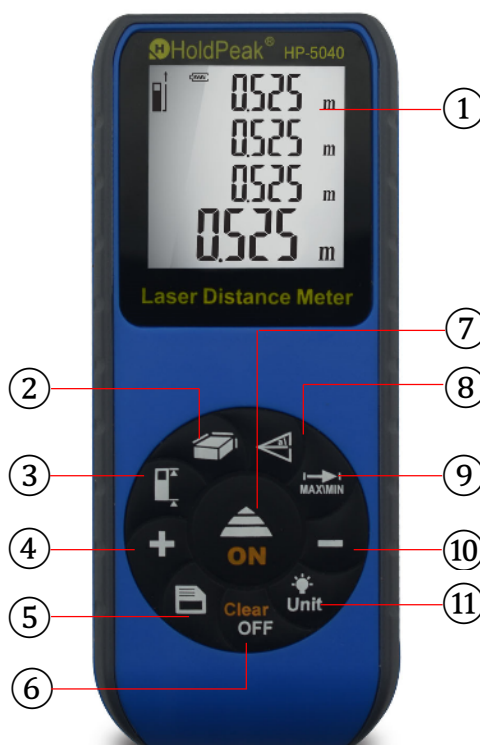 HoldPeak® HP-5040
0.525 m
0.525 m
0.525 m
0.525 m
Laser Distance Meter
1
7
2
8
3
MAX\MIN
9
4
+
ON
−
10
5
Clear
OFF
Unit
11
6